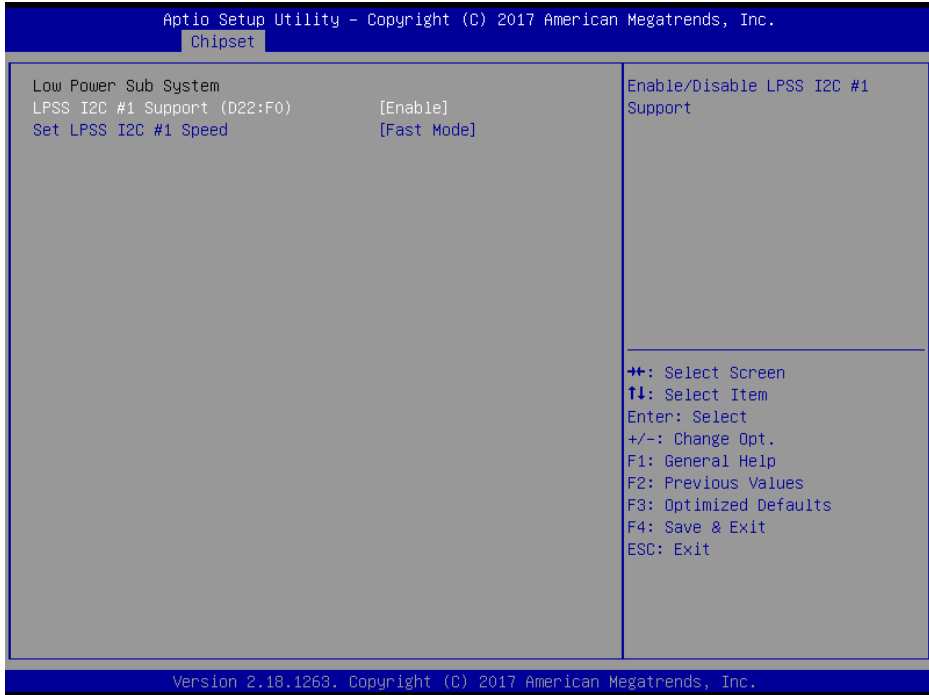 Aptio Setup Utility – Copyright (C) 2017 American Megatrends, Inc.
Chipset
Low Power Sub System
LPSS I2C #1 Support (D22:F0) [Enable]
Set LPSS I2C #1 Speed [Fast Mode]
Enable/Disable LPSS I2C #1
Support
→←: Select Screen
↑↓: Select Item
Enter: Select
+/-: Change Opt.
F1: General Help
F2: Previous Values
F3: Optimized Defaults
F4: Save & Exit
ESC: Exit
Version 2.18.1263. Copyright (C) 2017 American Megatrends, Inc.